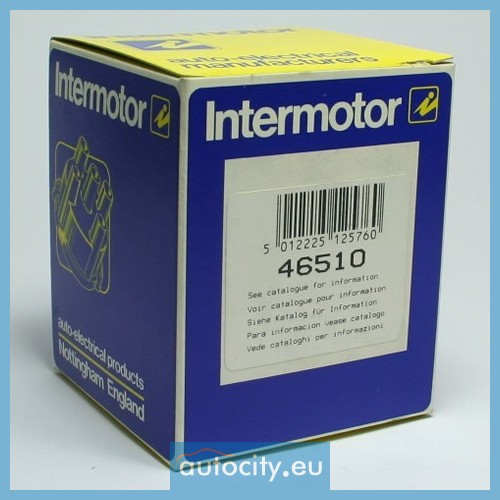 auto-electrical
manufacturers
Intermotor
auto-electrical products
Nottingham England
Intermotor
5 012225 125760
46510
See catalogue for information
Voir catalogue pour information
Siehe Katalog für Information
Para informacion vease catalogo
Vede cataloghi per informazioni
autocity.eu